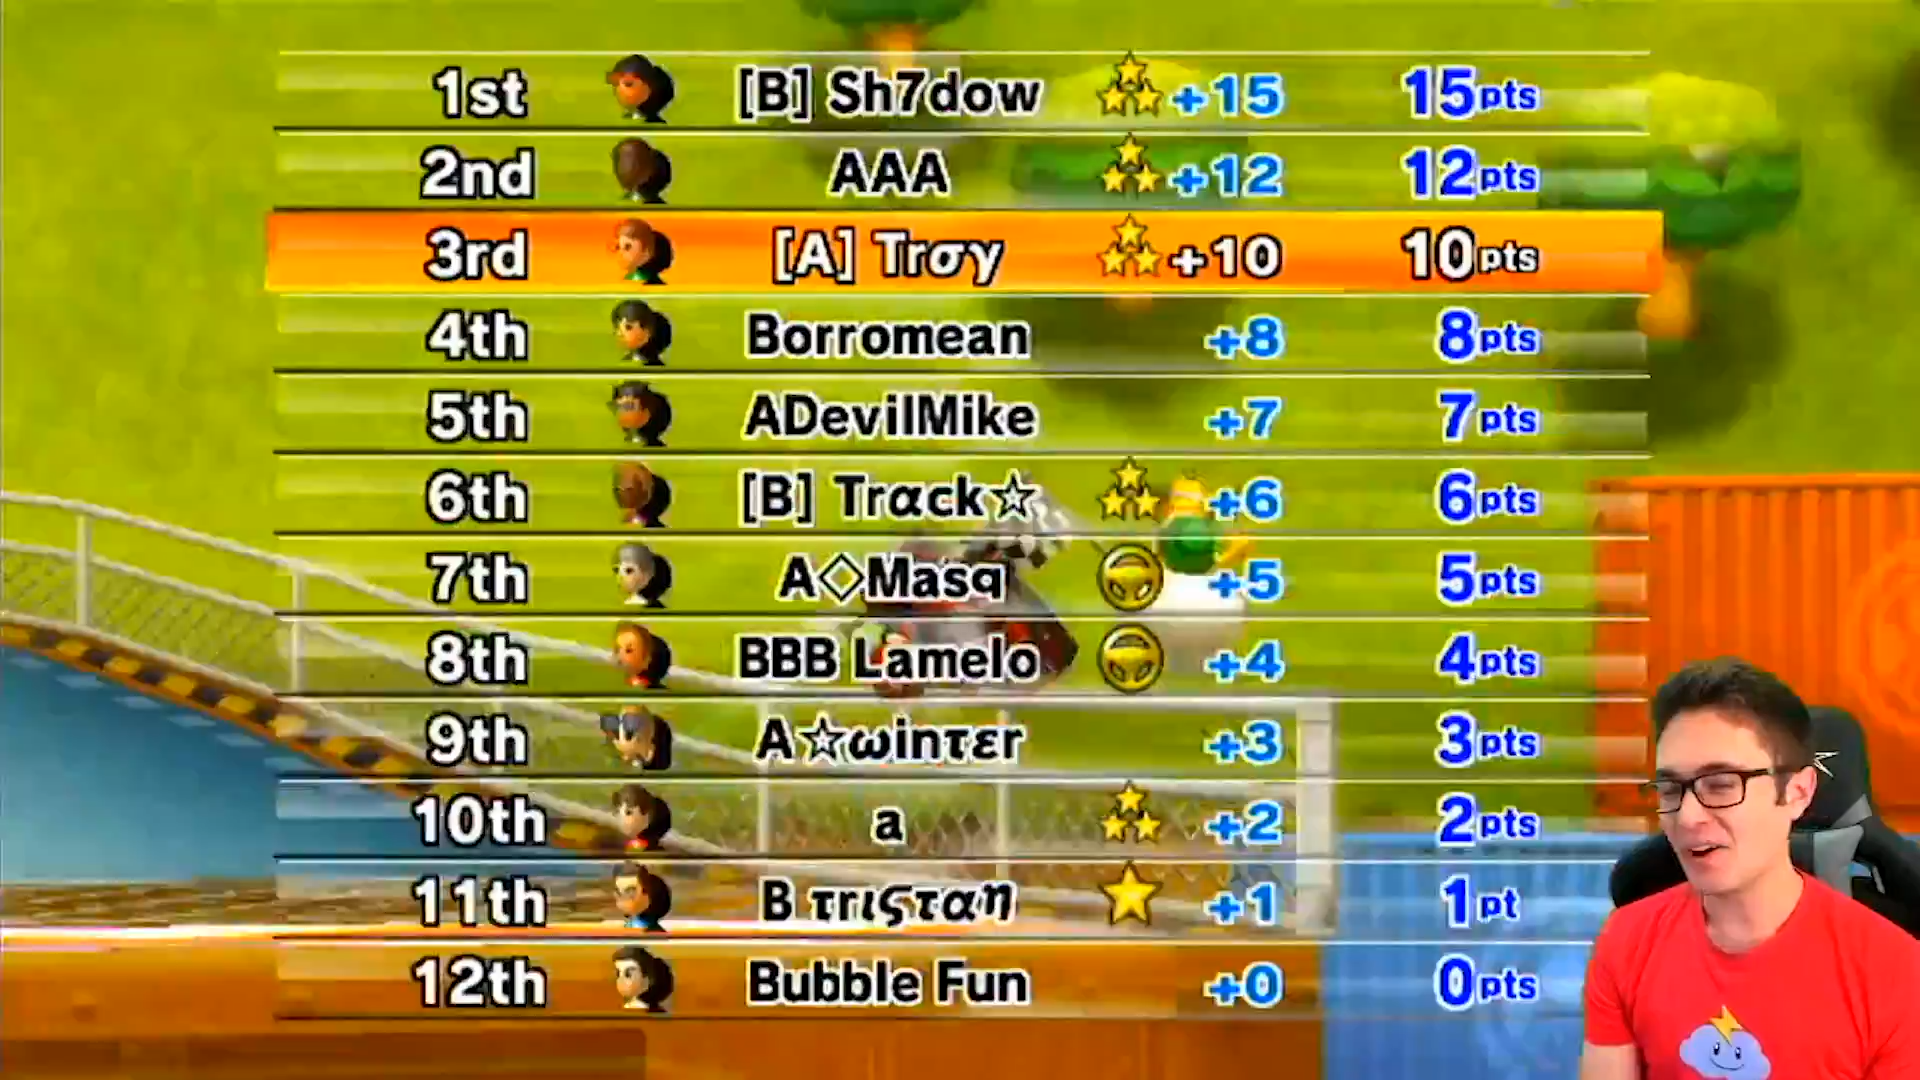 1st [B] Sh7dow +15 15pts
2nd AAA +12 12pts
3rd [A] Trσy +10 10pts
4th Borromean +8 8pts
5th ADevilMike +7 7pts
6th [B] Trαck☆ +6 6pts
7th A◇Masq +5 5pts
8th BBB Lamelo +4 4pts
9th A☆ωinτεr +3 3pts
10th a +2 2pts
11th B τrιςταη +1 1pt
12th Bubble Fun +0 0pts